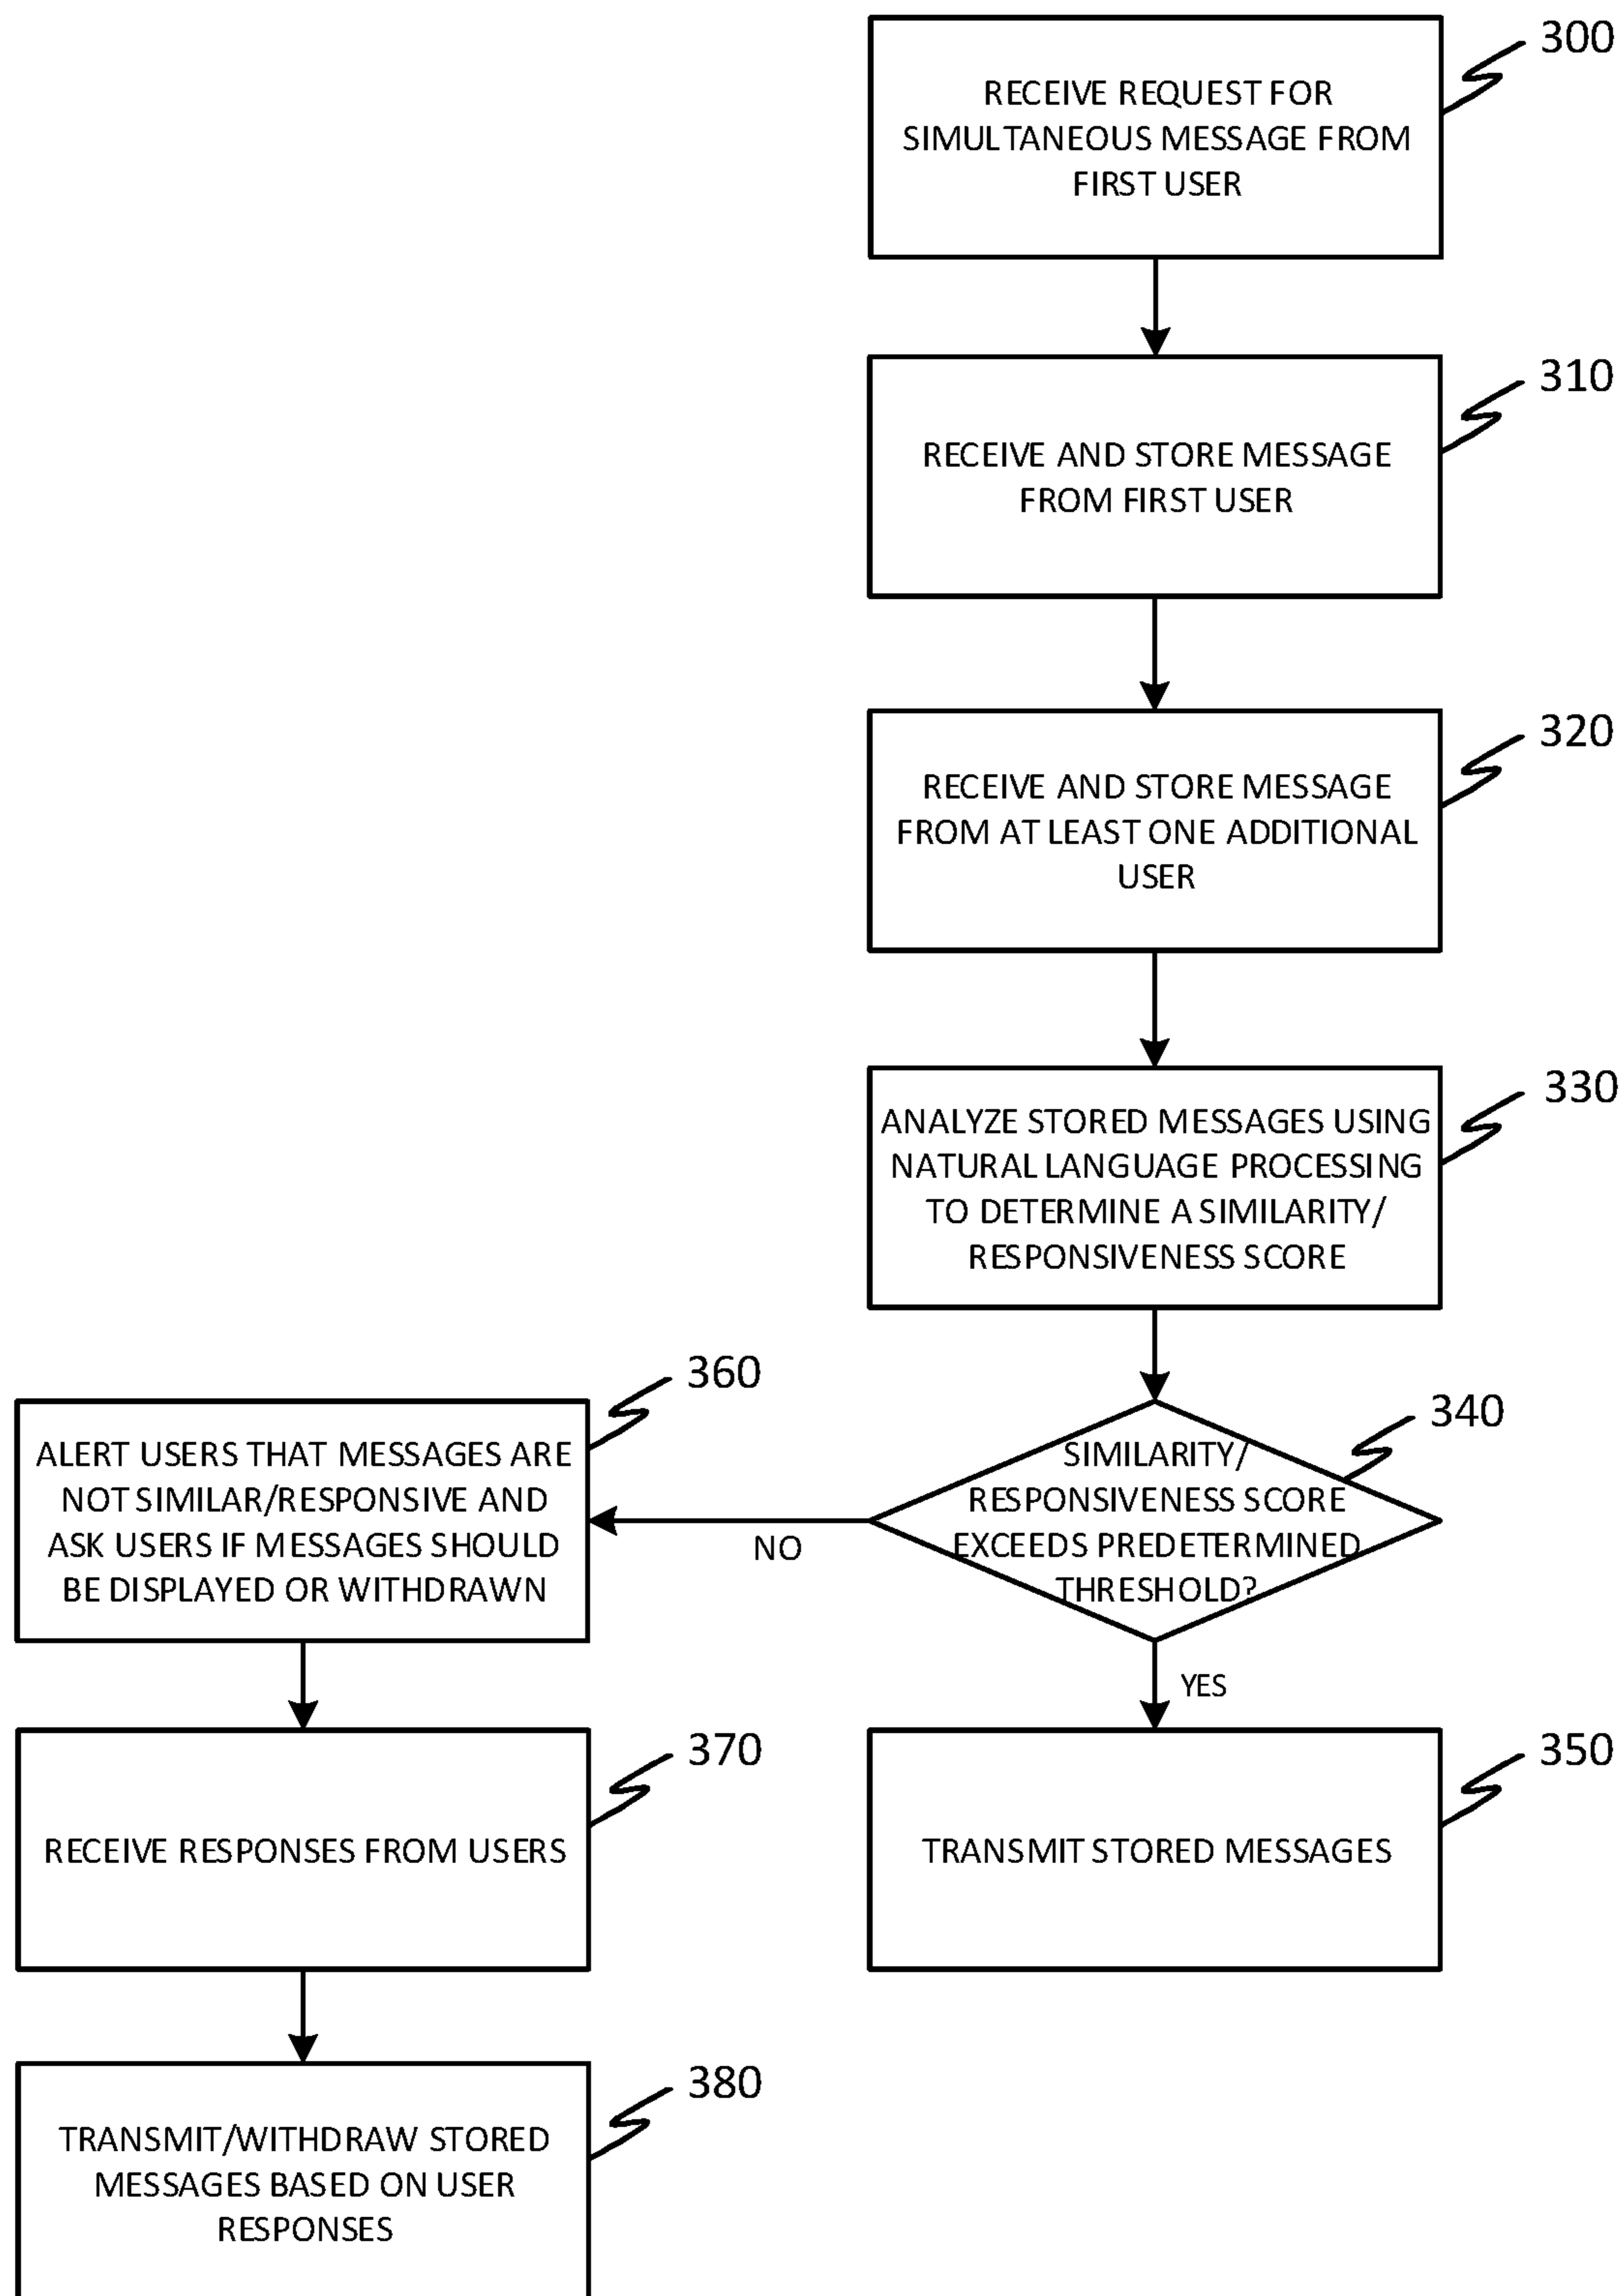 300
RECEIVE REQUEST FOR
SIMULTANEOUS MESSAGE FROM
FIRST USER
310
RECEIVE AND STORE MESSAGE
FROM FIRST USER
320
RECEIVE AND STORE MESSAGE
FROM AT LEAST ONE ADDITIONAL
USER
330
ANALYZE STORED MESSAGES USING
NATURAL LANGUAGE PROCESSING
TO DETERMINE A SIMILARITY/
RESPONSIVENESS SCORE
340
SIMILARITY/
RESPONSIVENESS SCORE
EXCEEDS PREDETERMINED
THRESHOLD?
NO
YES
360
ALERT USERS THAT MESSAGES ARE
NOT SIMILAR/RESPONSIVE AND
ASK USERS IF MESSAGES SHOULD
BE DISPLAYED OR WITHDRAWN
370
RECEIVE RESPONSES FROM USERS
350
TRANSMIT STORED MESSAGES
380
TRANSMIT/WITHDRAW STORED
MESSAGES BASED ON USER
RESPONSES